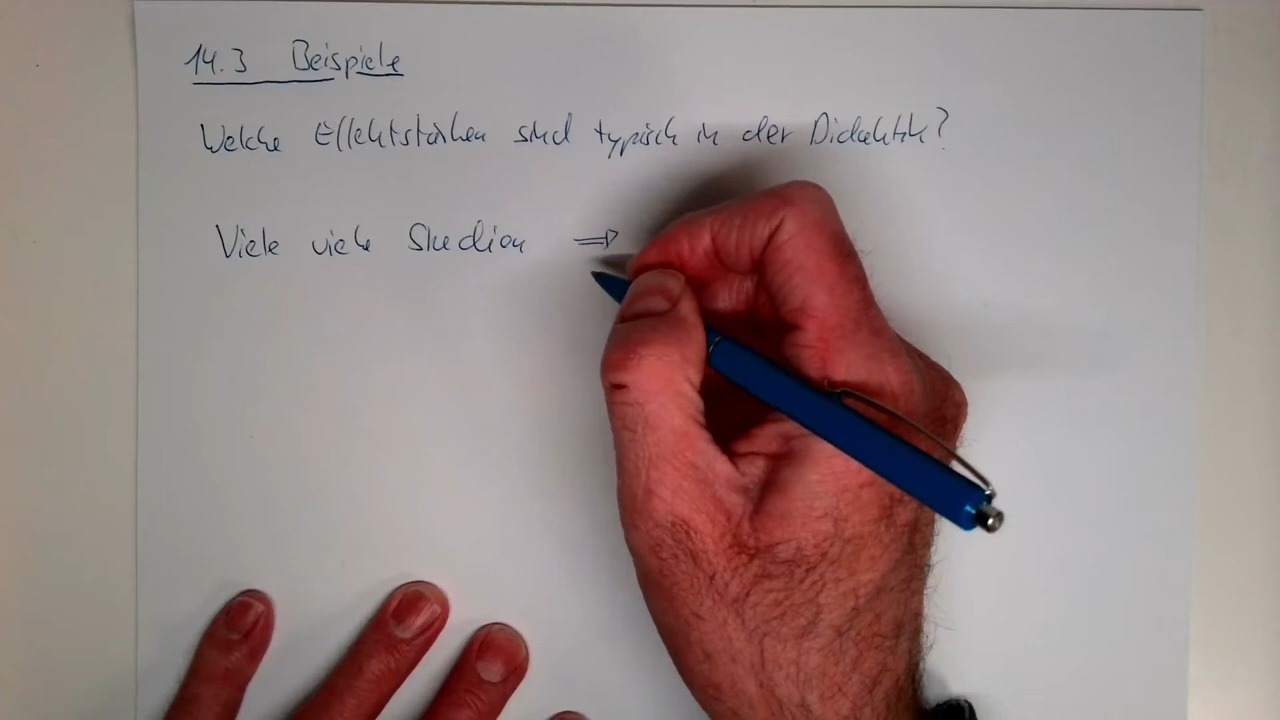 14.3 Beispiele
Welche Effektstärken sind typisch in der Didaktik?
Viele viele Studien ⇒